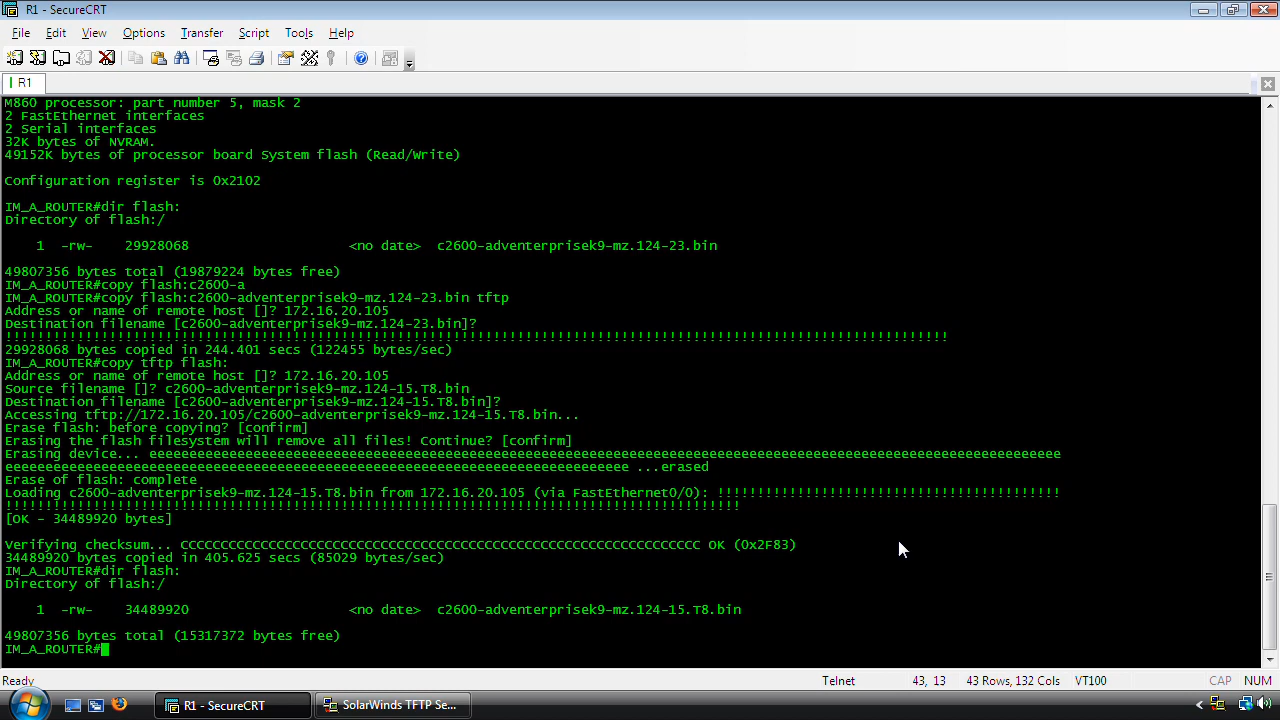 R1 - SecureCRT
File Edit View Options Transfer Script Tools Help
R1
M860 processor: part number 5, mask 2
2 FastEthernet interfaces
2 Serial interfaces
32K bytes of NVRAM.
49152K bytes of processor board System flash (Read/Write)
Configuration register is 0x2102
IM_A_ROUTER#dir flash:
Directory of flash:/
1 -rw- 29928068 <no date> c2600-adventerprisek9-mz.124-23.bin
49807356 bytes total (19879224 bytes free)
IM_A_ROUTER#copy flash:c2600-a
IM_A_ROUTER#copy flash:c2600-adventerprisek9-mz.124-23.bin tftp
Address or name of remote host []? 172.16.20.105
Destination filename [c2600-adventerprisek9-mz.124-23.bin]?
!!!!!!!!!!!!!!!!!!!!!!!!!!!!!!!!!!!!!!!!!!!!!!!!!!!!!!!!!!!!!!!!!!!!!!!!!!!!!!!!!!!!!!!!!!!!!!!!!!!!!!!!!!!!!!!!!!!!!!
29928068 bytes copied in 244.401 secs (122455 bytes/sec)
IM_A_ROUTER#copy tftp flash:
Address or name of remote host []? 172.16.20.105
Source filename []? c2600-adventerprisek9-mz.124-15.T8.bin
Destination filename [c2600-adventerprisek9-mz.124-15.T8.bin]?
Accessing tftp://172.16.20.105/c2600-adventerprisek9-mz.124-15.T8.bin...
Erase flash: before copying? [confirm]
Erasing the flash filesystem will remove all files! Continue? [confirm]
Erasing device... eeeeeeeeeeeeeeeeeeeeeeeeeeeeeeeeeeeeeeeeeeeeeeeeeeeeeeeeeeeeeeeeeeeeeeeeeeeeeeeeeeeeeeeeeeeeeeeeeeeeeeeeeeeeeeeeee
eeeeeeeeeeeeeeeeeeeeeeeeeeeeeeeeeeeeeeeeeeeeeeeeeeeeeeeeeeeeeeeeeeeeeeeeeeeeee ...erased
Erase of flash: complete
Loading c2600-adventerprisek9-mz.124-15.T8.bin from 172.16.20.105 (via FastEthernet0/0): !!!!!!!!!!!!!!!!!!!!!!!!!!!!!!!!!!!!!!!!!!!
!!!!!!!!!!!!!!!!!!!!!!!!!!!!!!!!!!!!!!!!!!!!!!!!!!!!!!!!!!!!!!!!!!!!!!!!!!!!!!!!!!!!!!!!!!!!
[OK - 34489920 bytes]
Verifying checksum... CCCCCCCCCCCCCCCCCCCCCCCCCCCCCCCCCCCCCCCCCCCCCCCCCCCCCCCCCCCCCCCCC OK (0x2F83)
34489920 bytes copied in 405.625 secs (85029 bytes/sec)
IM_A_ROUTER#dir flash:
Directory of flash:/
1 -rw- 34489920 <no date> c2600-adventerprisek9-mz.124-15.T8.bin
49807356 bytes total (15317372 bytes free)
IM_A_ROUTER#
Ready Telnet 43, 13 43 Rows, 132 Cols VT100 CAP NUM
R1 - SecureCRT SolarWinds TFTP Se...